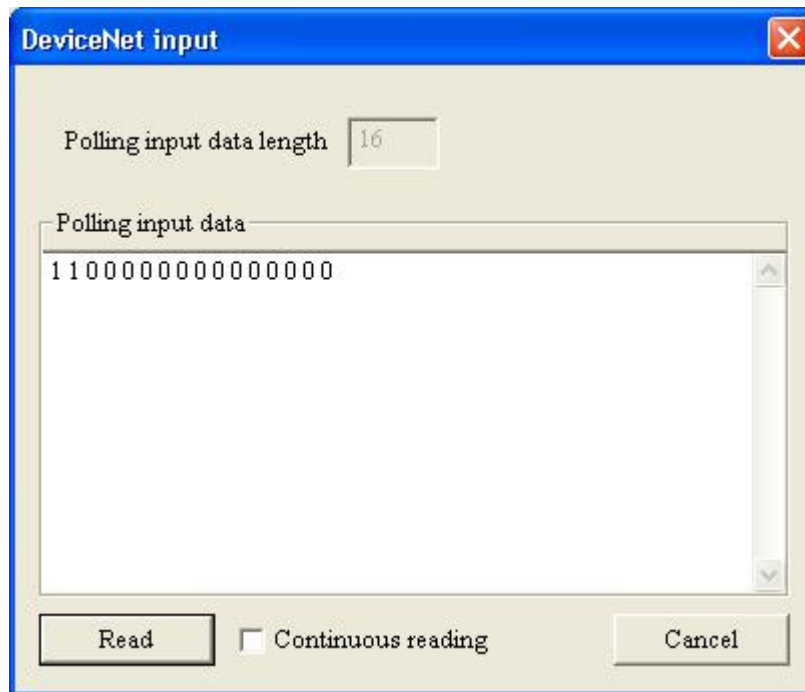 DeviceNet input
Polling input data length 16
Polling input data
1 1 0 0 0 0 0 0 0 0 0 0 0 0 0 0
Read Continuous reading Cancel